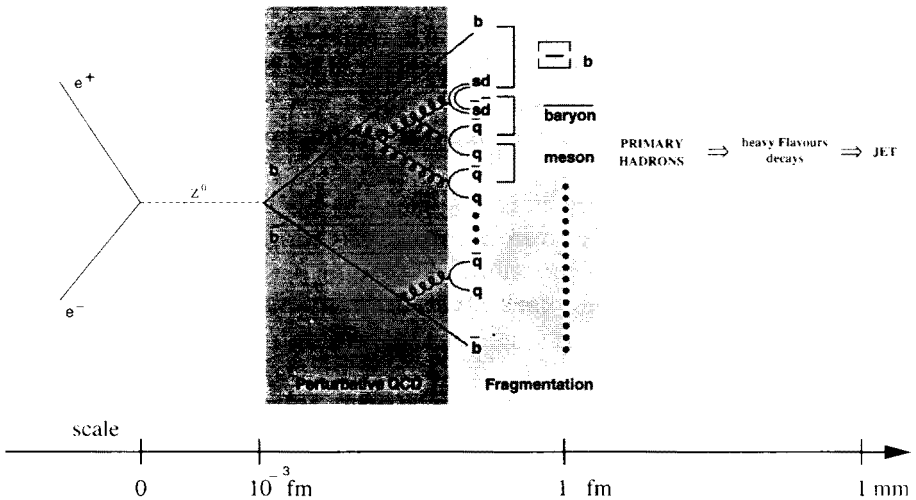 b
Ξ b
e+
sd
s̄d̄
baryon
q̄
q
meson
PRIMARY HADRONS ⇒ heavy Flavours decays ⇒ JET
b
q̄
q
Z⁰
b̄
q̄
q
e−
b̄
Perturbative QCD
Fragmentation
scale
0
10⁻³ fm
1 fm
1 mm